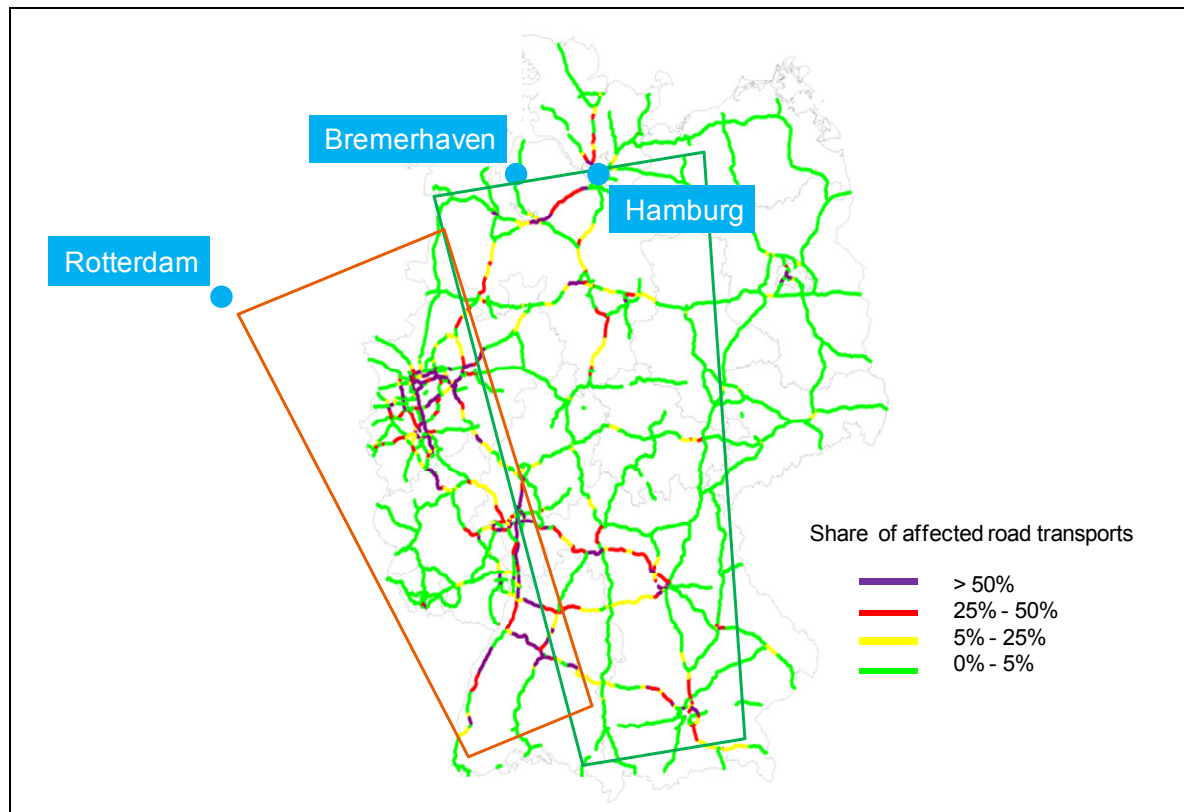 Bremerhaven
Hamburg
Rotterdam
Share of affected road transports
> 50%
25% - 50%
5% - 25%
0% - 5%